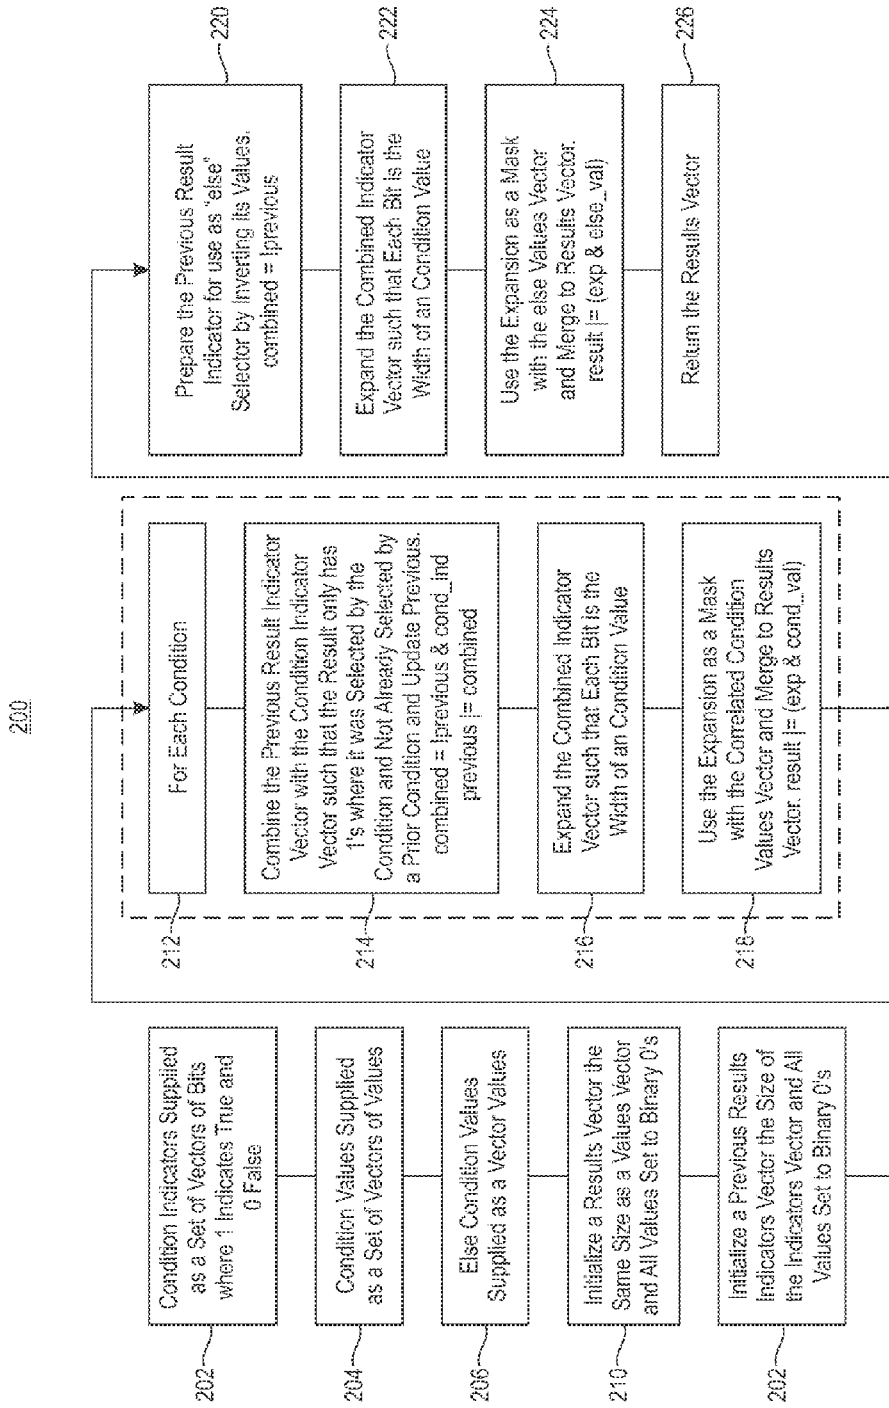 200
Condition Indicators Supplied
as a Set of Vectors of Bits
where 1 Indicates True and
0 False
202
Condition Values Supplied
as a Set of Vectors of Values
204
Else Condition Values
Supplied as a Vector Values
206
Initialize a Results Vector the
Same Size as a Values Vector
and All Values Set to Binary 0's
210
Initialize a Previous Results
Indicators Vector the Size of
the Indicators Vector and All
Values Set to Binary 0's
202
For Each Condition
212
Combine the Previous Result Indicator
Vector with the Condition Indicator
Vector such that the Result only has
1's where it was Selected by the
Condition and Not Already Selected by
a Prior Condition and Update Previous.
combined = !previous & cond_ind
previous |= combined
214
Expand the Combined Indicator
Vector such that Each Bit is the
Width of an Condition Value
216
Use the Expansion as a Mask
with the Correlated Condition
Values Vector and Merge to Results
Vector. result |= (exp & cond_val)
218
Prepare the Previous Result
Indicator for use as "else"
Selector by Inverting its Values.
combined = !previous
220
Expand the Combined Indicator
Vector such that Each Bit is the
Width of an Condition Value
222
Use the Expansion as a Mask
with the else Values Vector
and Merge to Results Vector.
result |= (exp & else_val)
224
Return the Results Vector
226